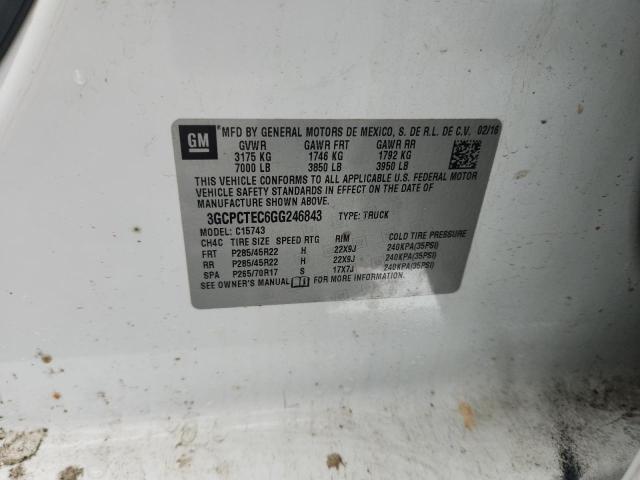 MFD BY GENERAL MOTORS DE MEXICO, S. DE R.L. DE C.V. 02/16
GM
GVWR GAWR FRT GAWR RR
3175 KG 1746 KG 1792 KG
7000 LB 3850 LB 3950 LB
THIS VEHICLE CONFORMS TO ALL APPLICABLE U.S. FEDERAL MOTOR
VEHICLE SAFETY STANDARDS IN EFFECT ON THE DATE OF
MANUFACTURE SHOWN ABOVE.
3GCPCTEC6GG246843 TYPE: TRUCK
MODEL: C15743
CH4C TIRE SIZE SPEED RTG RIM COLD TIRE PRESSURE
FRT P285/45R22 H 22X9J 240KPA(35PSI)
RR P285/45R22 H 22X9J 240KPA(35PSI)
SPA P265/70R17 S 17X7J 240KPA(35PSI)
SEE OWNER'S MANUAL FOR MORE INFORMATION.